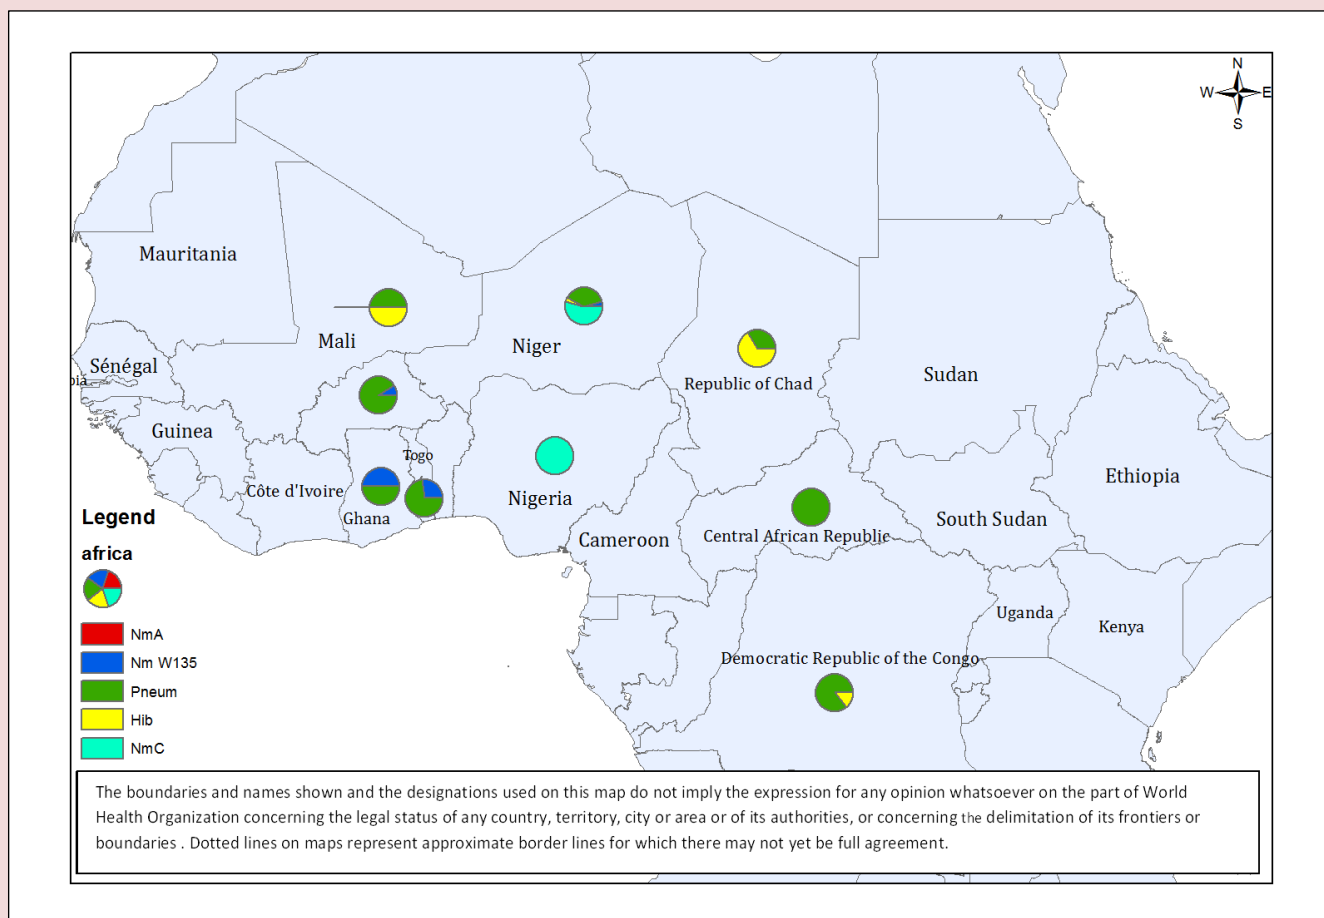 N
W E
S
Mauritania
Mali
Niger
Republic of Chad
Sudan
Sénégal
bia
Guinea
Togo
Côte d'Ivoire
Ghana
Nigeria
Cameroon
Central African Republic
South Sudan
Ethiopia
Uganda
Kenya
Democratic Republic of the Congo
Legend
africa
NmA
Nm W135
Pneum
Hib
NmC
The boundaries and names shown and the designations used on this map do not imply the expression for any opinion whatsoever on the part of World
Health Organization concerning the legal status of any country, territory, city or area or of its authorities, or concerning the delimitation of its frontiers or
boundaries . Dotted lines on maps represent approximate border lines for which there may not yet be full agreement.